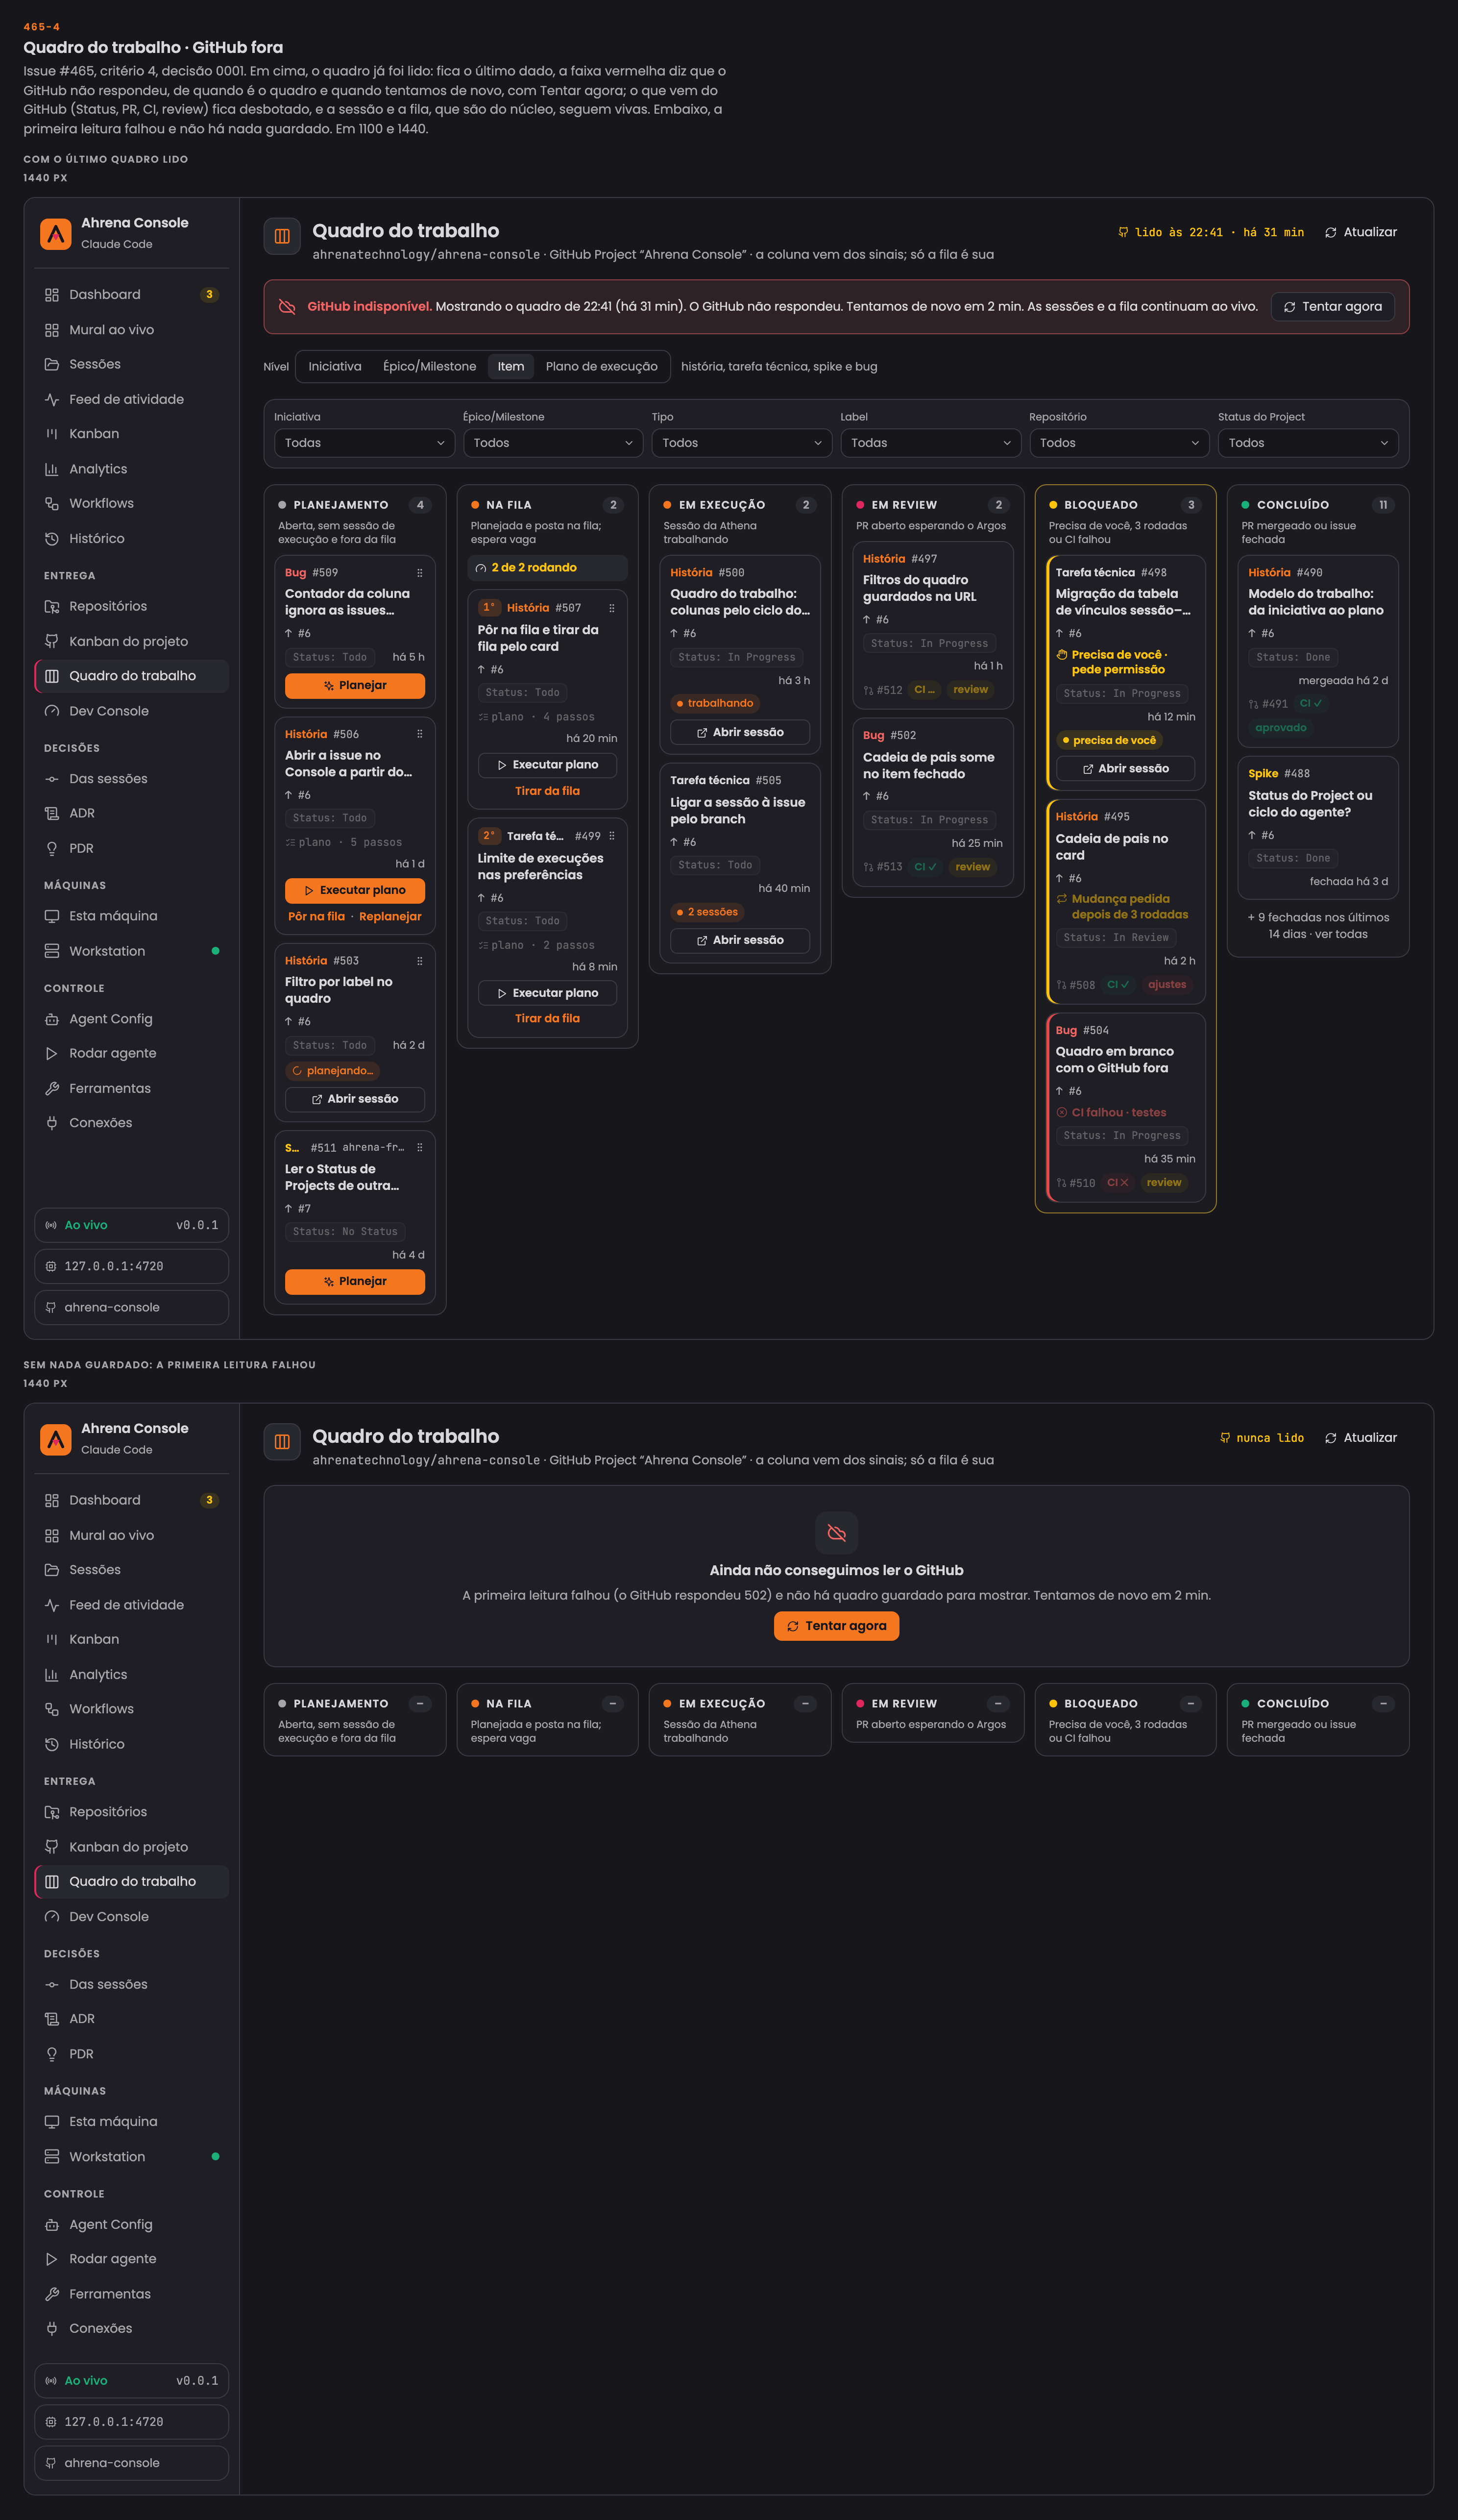 465-4
Quadro do trabalho · GitHub fora
Issue #465, critério 4, decisão 0001. Em cima, o quadro já foi lido: fica o último dado, a faixa vermelha diz que o
GitHub não respondeu, de quando é o quadro e quando tentamos de novo, com Tentar agora; o que vem do
GitHub (Status, PR, CI, review) fica desbotado, e a sessão e a fila, que são do núcleo, seguem vivas. Embaixo, a
primeira leitura falhou e não há nada guardado. Em 1100 e 1440.
COM O ÚLTIMO QUADRO LIDO
1440 PX
Ahrena Console
Claude Code
Dashboard 3
Mural ao vivo
Sessões
Feed de atividade
Kanban
Analytics
Workflows
Histórico
ENTREGA
Repositórios
Kanban do projeto
Quadro do trabalho
Dev Console
DECISÕES
Das sessões
ADR
PDR
MÁQUINAS
Esta máquina
Workstation
CONTROLE
Agent Config
Rodar agente
Ferramentas
Conexões
Ao vivo v0.0.1
127.0.0.1:4720
ahrena-console
Quadro do trabalho
ahrenatechnology/ahrena-console · GitHub Project “Ahrena Console” · a coluna vem dos sinais; só a fila é sua
lido às 22:41 · há 31 min
Atualizar
GitHub indisponível. Mostrando o quadro de 22:41 (há 31 min). O GitHub não respondeu. Tentamos de novo em 2 min. As sessões e a fila continuam ao vivo.
Tentar agora
Nível Iniciativa Épico/Milestone Item Plano de execução história, tarefa técnica, spike e bug
Iniciativa Épico/Milestone Tipo Label Repositório Status do Project
Todas Todos Todos Todas Todos Todos
PLANEJAMENTO 4
Aberta, sem sessão de
execução e fora da fila
Bug #509
Contador da coluna
ignora as issues...
↑ #6
Status: Todo há 5 h
Planejar
História #506
Abrir a issue no
Console a partir do...
↑ #6
Status: Todo
plano · 5 passos
há 1 d
Executar plano
Pôr na fila · Replanejar
História #503
Filtro por label no
quadro
↑ #6
Status: Todo há 2 d
planejando...
Abrir sessão
S... #511 ahrena-fr...
Ler o Status de
Projects de outra...
↑ #7
Status: No Status
há 4 d
Planejar
NA FILA 2
Planejada e posta na fila;
espera vaga
2 de 2 rodando
1° História #507
Pôr na fila e tirar da
fila pelo card
↑ #6
Status: Todo
plano · 4 passos
há 20 min
Executar plano
Tirar da fila
2° Tarefa té... #499
Limite de execuções
nas preferências
↑ #6
Status: Todo
plano · 2 passos
há 8 min
Executar plano
Tirar da fila
EM EXECUÇÃO 2
Sessão da Athena
trabalhando
História #500
Quadro do trabalho:
colunas pelo ciclo do...
↑ #6
Status: In Progress
há 3 h
trabalhando
Abrir sessão
Tarefa técnica #505
Ligar a sessão à issue
pelo branch
↑ #6
Status: Todo
há 40 min
2 sessões
Abrir sessão
EM REVIEW 2
PR aberto esperando o Argos
História #497
Filtros do quadro
guardados na URL
↑ #6
Status: In Progress
há 1 h
#512 CI ... review
Bug #502
Cadeia de pais some
no item fechado
↑ #6
Status: In Progress
há 25 min
#513 CI ✓ review
BLOQUEADO 3
Precisa de você, 3 rodadas
ou CI falhou
Tarefa técnica #498
Migração da tabela
de vínculos sessão–...
↑ #6
Precisa de você ·
pede permissão
Status: In Progress
há 12 min
precisa de você
Abrir sessão
História #495
Cadeia de pais no
card
↑ #6
Mudança pedida
depois de 3 rodadas
Status: In Review
há 2 h
#508 CI ✓ ajustes
Bug #504
Quadro em branco
com o GitHub fora
↑ #6
CI falhou · testes
Status: In Progress
há 35 min
#510 CI ✕ review
CONCLUÍDO 11
PR mergeado ou issue
fechada
História #490
Modelo do trabalho:
da iniciativa ao plano
↑ #6
Status: Done
mergeada há 2 d
#491 CI ✓
aprovado
Spike #488
Status do Project ou
ciclo do agente?
↑ #6
Status: Done
fechada há 3 d
+ 9 fechadas nos últimos
14 dias · ver todas
SEM NADA GUARDADO: A PRIMEIRA LEITURA FALHOU
1440 PX
Ahrena Console
Claude Code
Dashboard 3
Mural ao vivo
Sessões
Feed de atividade
Kanban
Analytics
Workflows
Histórico
ENTREGA
Repositórios
Kanban do projeto
Quadro do trabalho
Dev Console
DECISÕES
Das sessões
ADR
PDR
MÁQUINAS
Esta máquina
Workstation
CONTROLE
Agent Config
Rodar agente
Ferramentas
Conexões
Ao vivo v0.0.1
127.0.0.1:4720
ahrena-console
Quadro do trabalho
ahrenatechnology/ahrena-console · GitHub Project “Ahrena Console” · a coluna vem dos sinais; só a fila é sua
nunca lido
Atualizar
Ainda não conseguimos ler o GitHub
A primeira leitura falhou (o GitHub respondeu 502) e não há quadro guardado para mostrar. Tentamos de novo em 2 min.
Tentar agora
PLANEJAMENTO –
Aberta, sem sessão de
execução e fora da fila
NA FILA –
Planejada e posta na fila;
espera vaga
EM EXECUÇÃO –
Sessão da Athena
trabalhando
EM REVIEW –
PR aberto esperando o Argos
BLOQUEADO –
Precisa de você, 3 rodadas
ou CI falhou
CONCLUÍDO –
PR mergeado ou issue
fechada